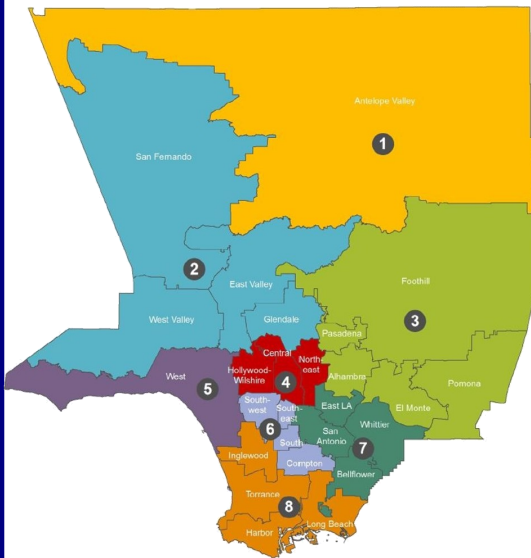 Antelope Valley
1
San Fernando
2
East Valley
Foothill
3
West Valley
Glendale
Pasadena
Central
North-
east
West
Hollywood-
Wilshire
4
Alhambra
Pomona
5
South-
west
South-
east
East LA
El Monte
6
San
Antonio
Whittier
7
South
Inglewood
Compton
Bellflower
Torrance
8
Long Beach
Harbor